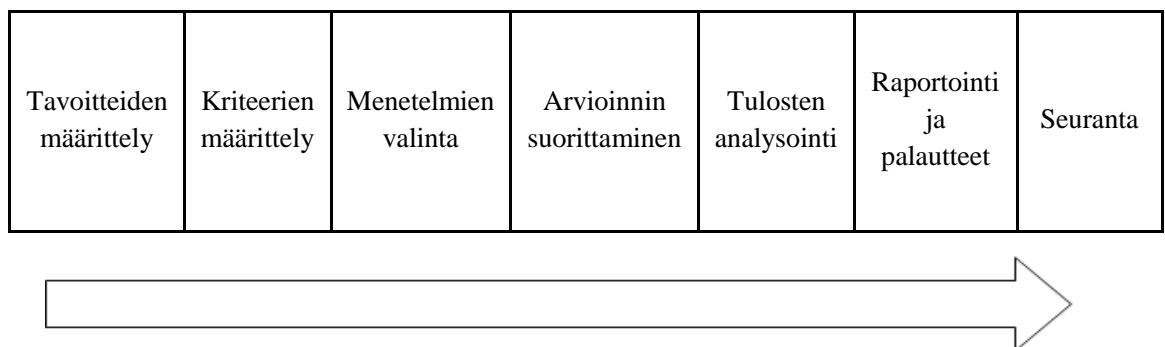 Tavoitteiden
määrittely
Kriteerien
määrittely
Menetelmien
valinta
Arvioinnin
suorittaminen
Tulosten
analysointi
Raportointi
ja
palautteet
Seuranta